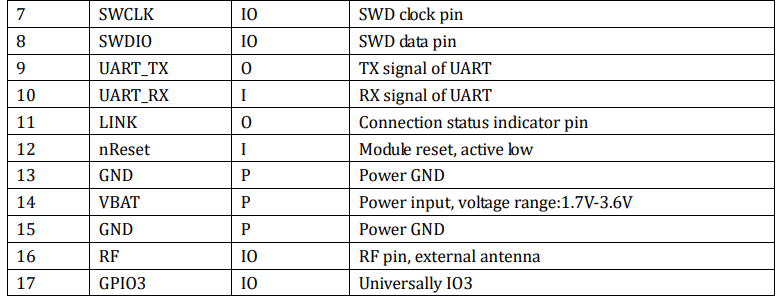 7 SWCLK IO SWD clock pin
8 SWDIO IO SWD data pin
9 UART_TX O TX signal of UART
10 UART_RX I RX signal of UART
11 LINK O Connection status indicator pin
12 nReset I Module reset, active low
13 GND P Power GND
14 VBAT P Power input, voltage range:1.7V-3.6V
15 GND P Power GND
16 RF IO RF pin, external antenna
17 GPIO3 IO Universally IO3